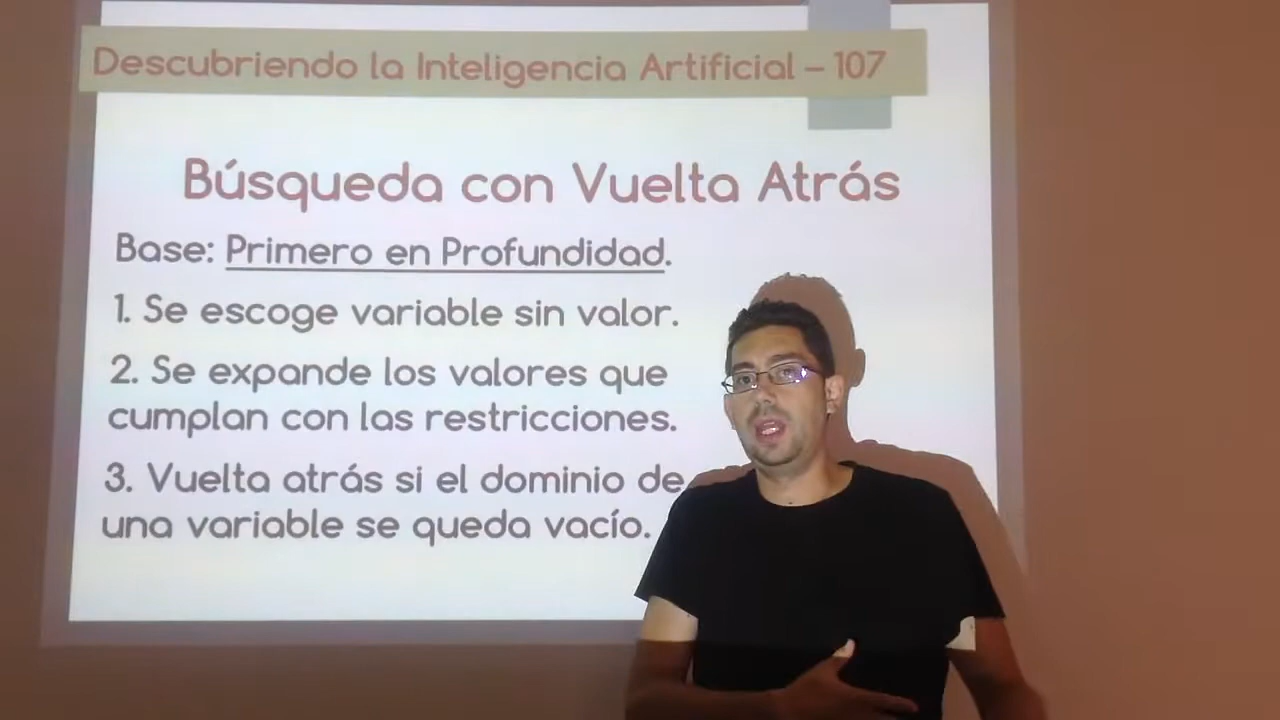 Descubriendo la Inteligencia Artificial – 107
Búsqueda con Vuelta Atrás
Base: Primero en Profundidad.
1. Se escoge variable sin valor.
2. Se expande los valores que
cumplan con las restricciones.
3. Vuelta atrás si el dominio de
una variable se queda vacío.